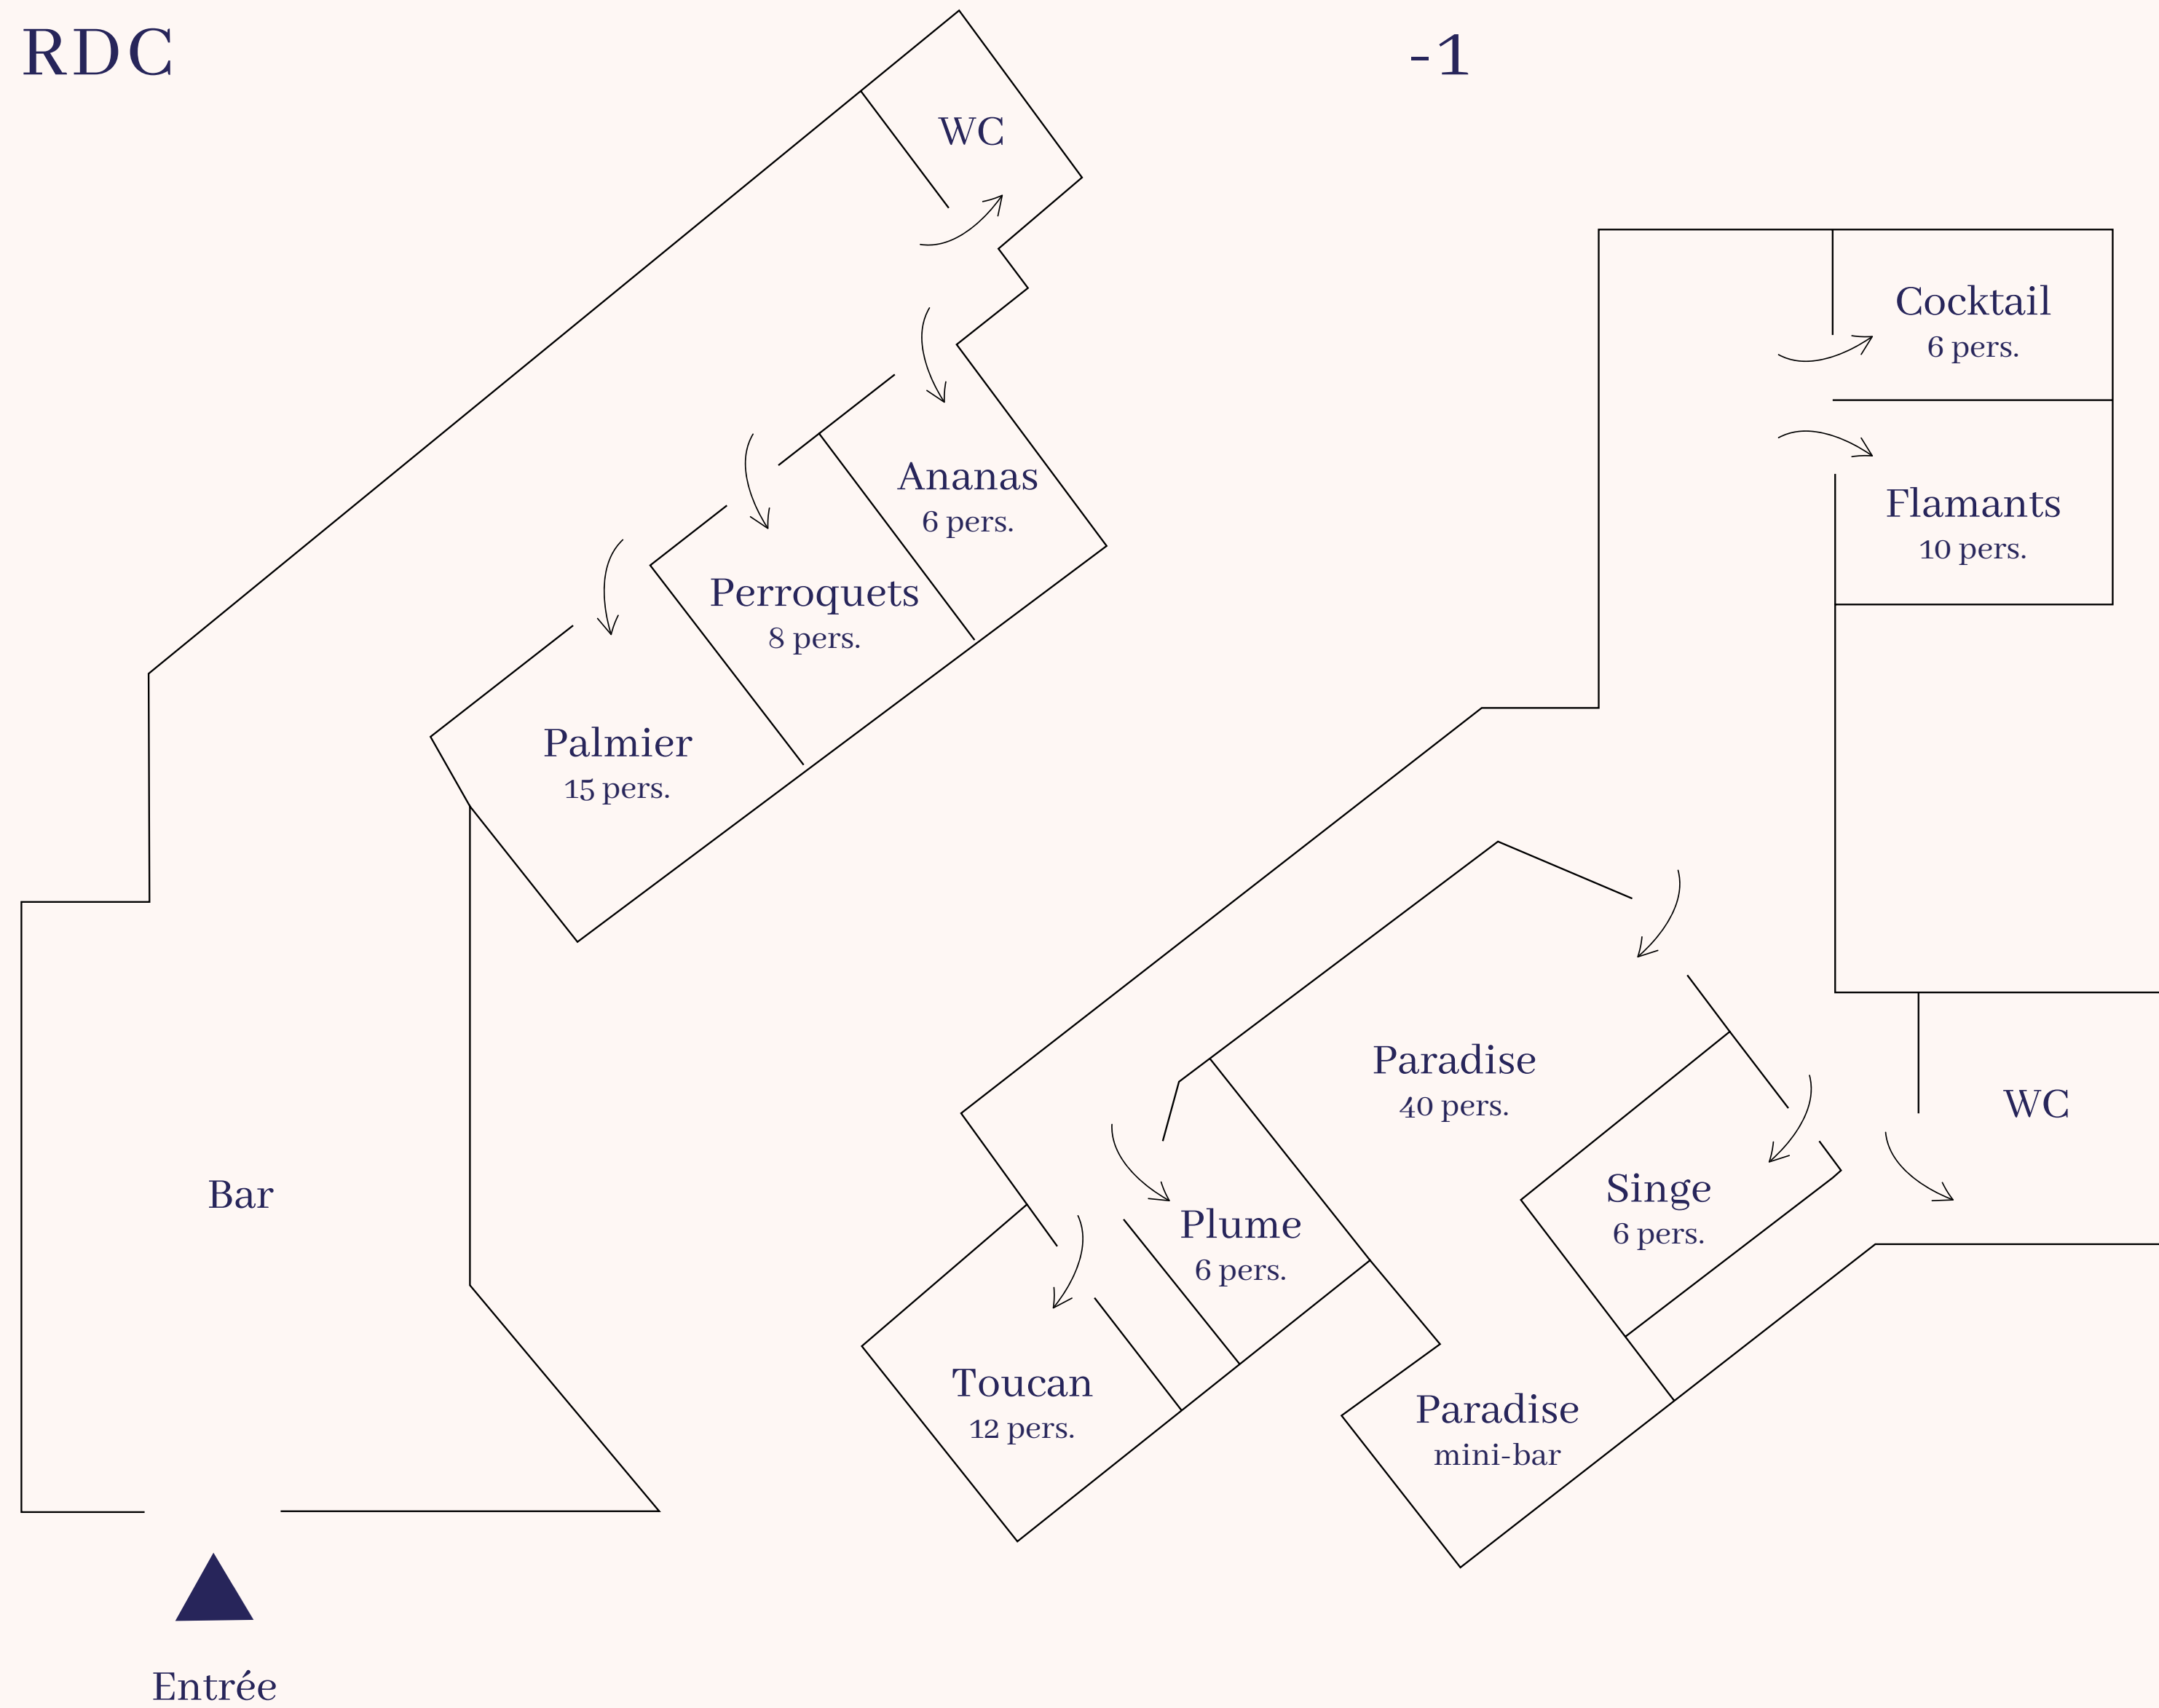 RDC
WC
Ananas
6 pers.
Perroquets
8 pers.
Palmier
15 pers.
Bar
Entrée
-1
Cocktail
6 pers.
Flamants
10 pers.
Paradise
40 pers.
WC
Singe
6 pers.
Plume
6 pers.
Toucan
12 pers.
Paradise
mini-bar